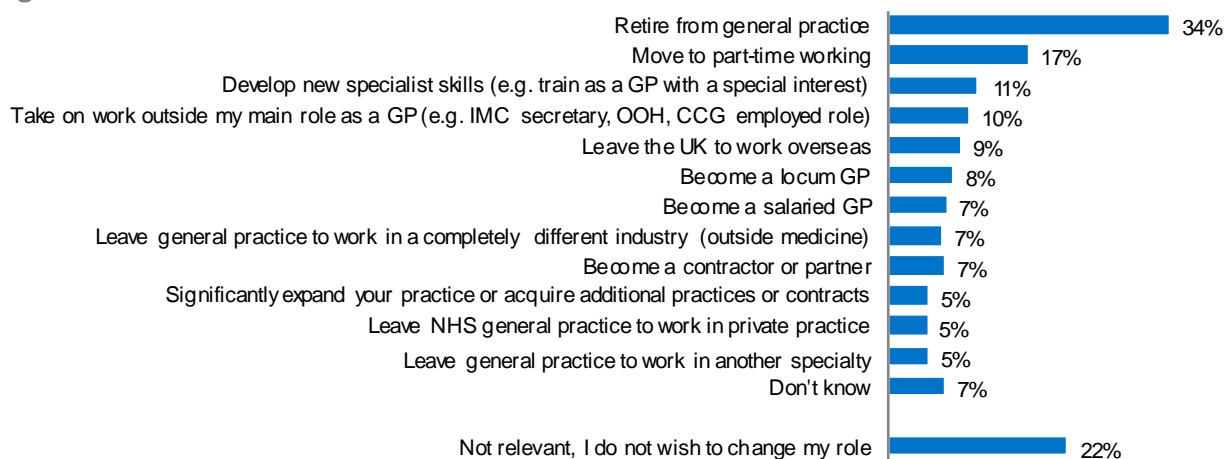 Retire from general practice 34%
Move to part-time working 17%
Develop new specialist skills (e.g. train as a GP with a special interest) 11%
Take on work outside my main role as a GP (e.g. IMC secretary, OOH, CCG employed role) 10%
Leave the UK to work overseas 9%
Become a locum GP 8%
Become a salaried GP 7%
Leave general practice to work in a completely different industry (outside medicine) 7%
Become a contractor or partner 7%
Significantly expand your practice or acquire additional practices or contracts 5%
Leave NHS general practice to work in private practice 5%
Leave general practice to work in another specialty 5%
Don't know 7%
Not relevant, I do not wish to change my role 22%